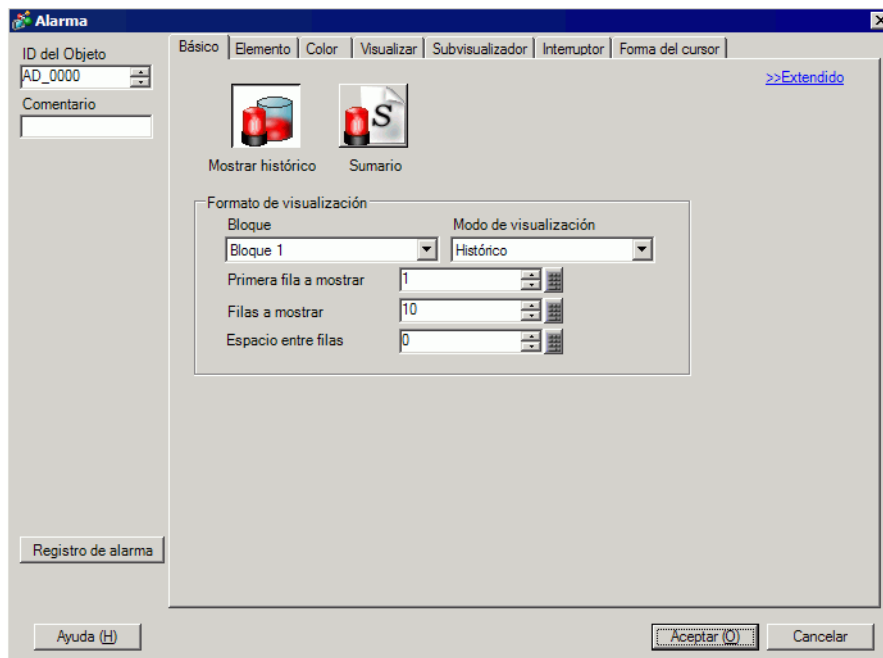 Alarma
ID del Objeto
AD_0000
Comentario
Básico Elemento Color Visualizar Subvisualizador Interruptor Forma del cursor
>>Extendido
S
Mostrar histórico Sumario
Formato de visualización
Bloque Modo de visualización
Bloque 1 Histórico
Primera fila a mostrar 1
Filas a mostrar 10
Espacio entre filas 0
Registro de alarma
Ayuda (H) Aceptar (O) Cancelar